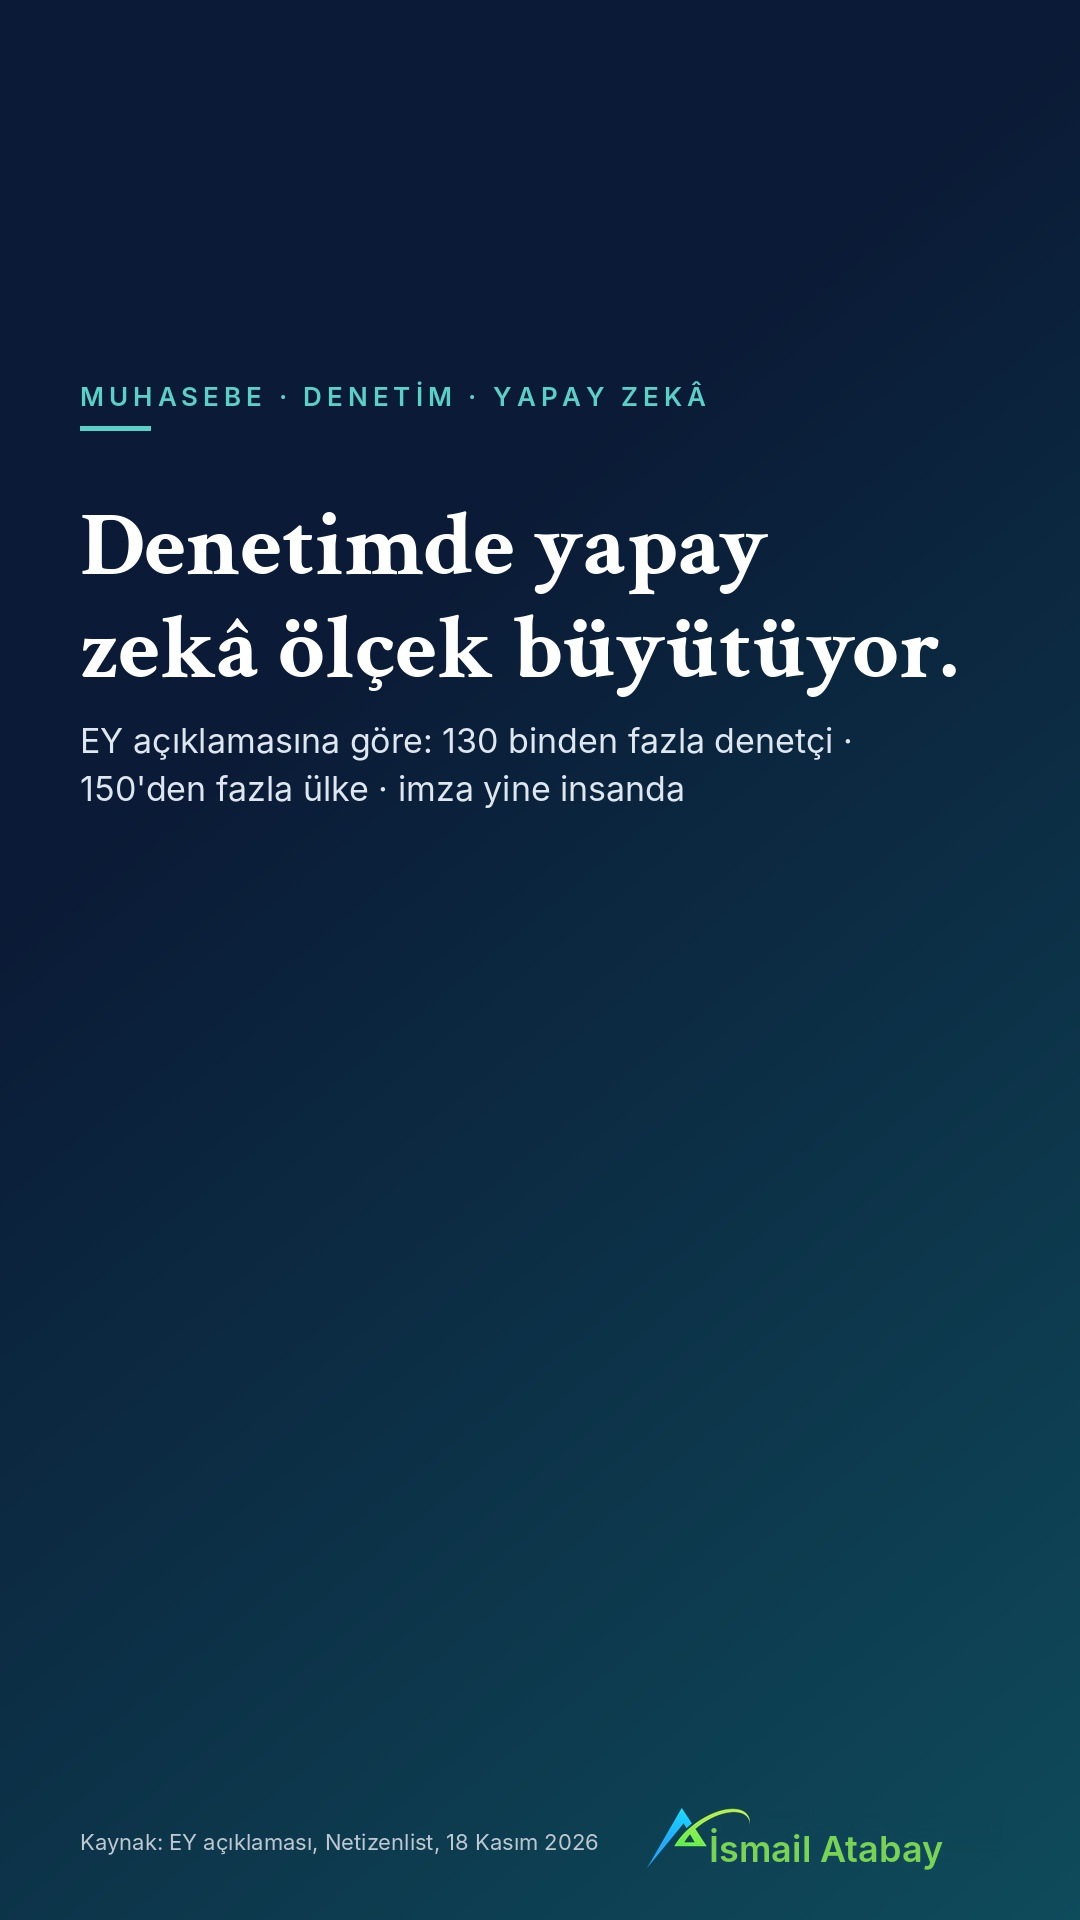 MUHASEBE · DENETİM · YAPAY ZEKÂ
Denetimde yapay
zekâ ölçek büyütüyor.
EY açıklamasına göre: 130 binden fazla denetçi ·
150'den fazla ülke · imza yine insanda
Kaynak: EY açıklaması, Netizenlist, 18 Kasım 2026
İsmail Atabay